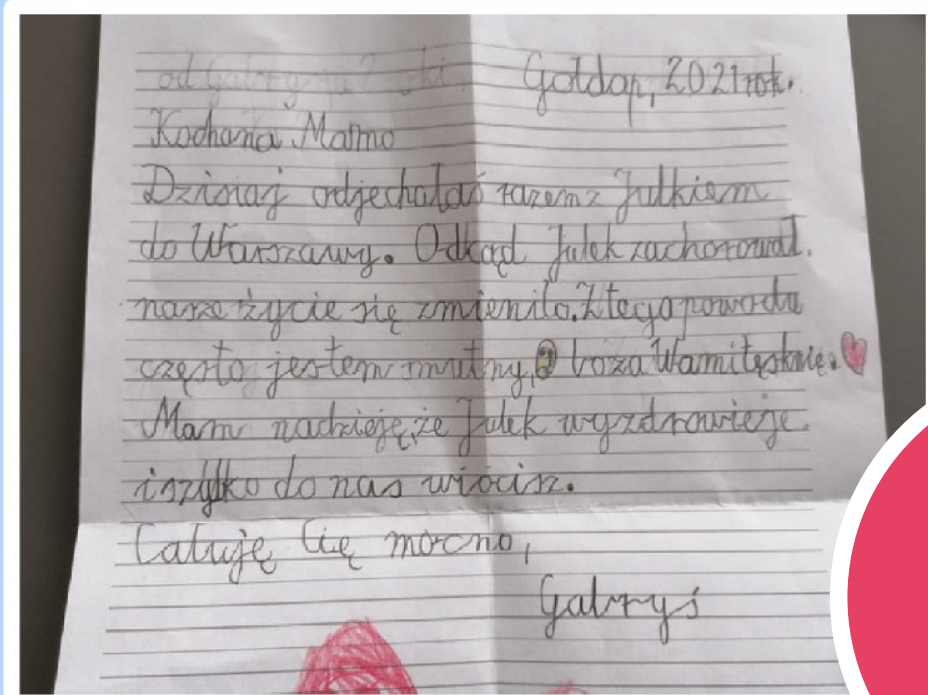 Gołdap, 2021 rok.
Kochana Mamo
Dzisiaj odjechałaś razem z Julkiem
do Warszawy. Odkąd Julek zachorował.
nasze życie się zmieniło. Z tego powodu
często jestem smutny, bo za Wami tęsknię.
Mam nadzieję, że Julek wyzdrowieje
i szybko do nas wrócisz.
Całuję Cię mocno,
Gabryś